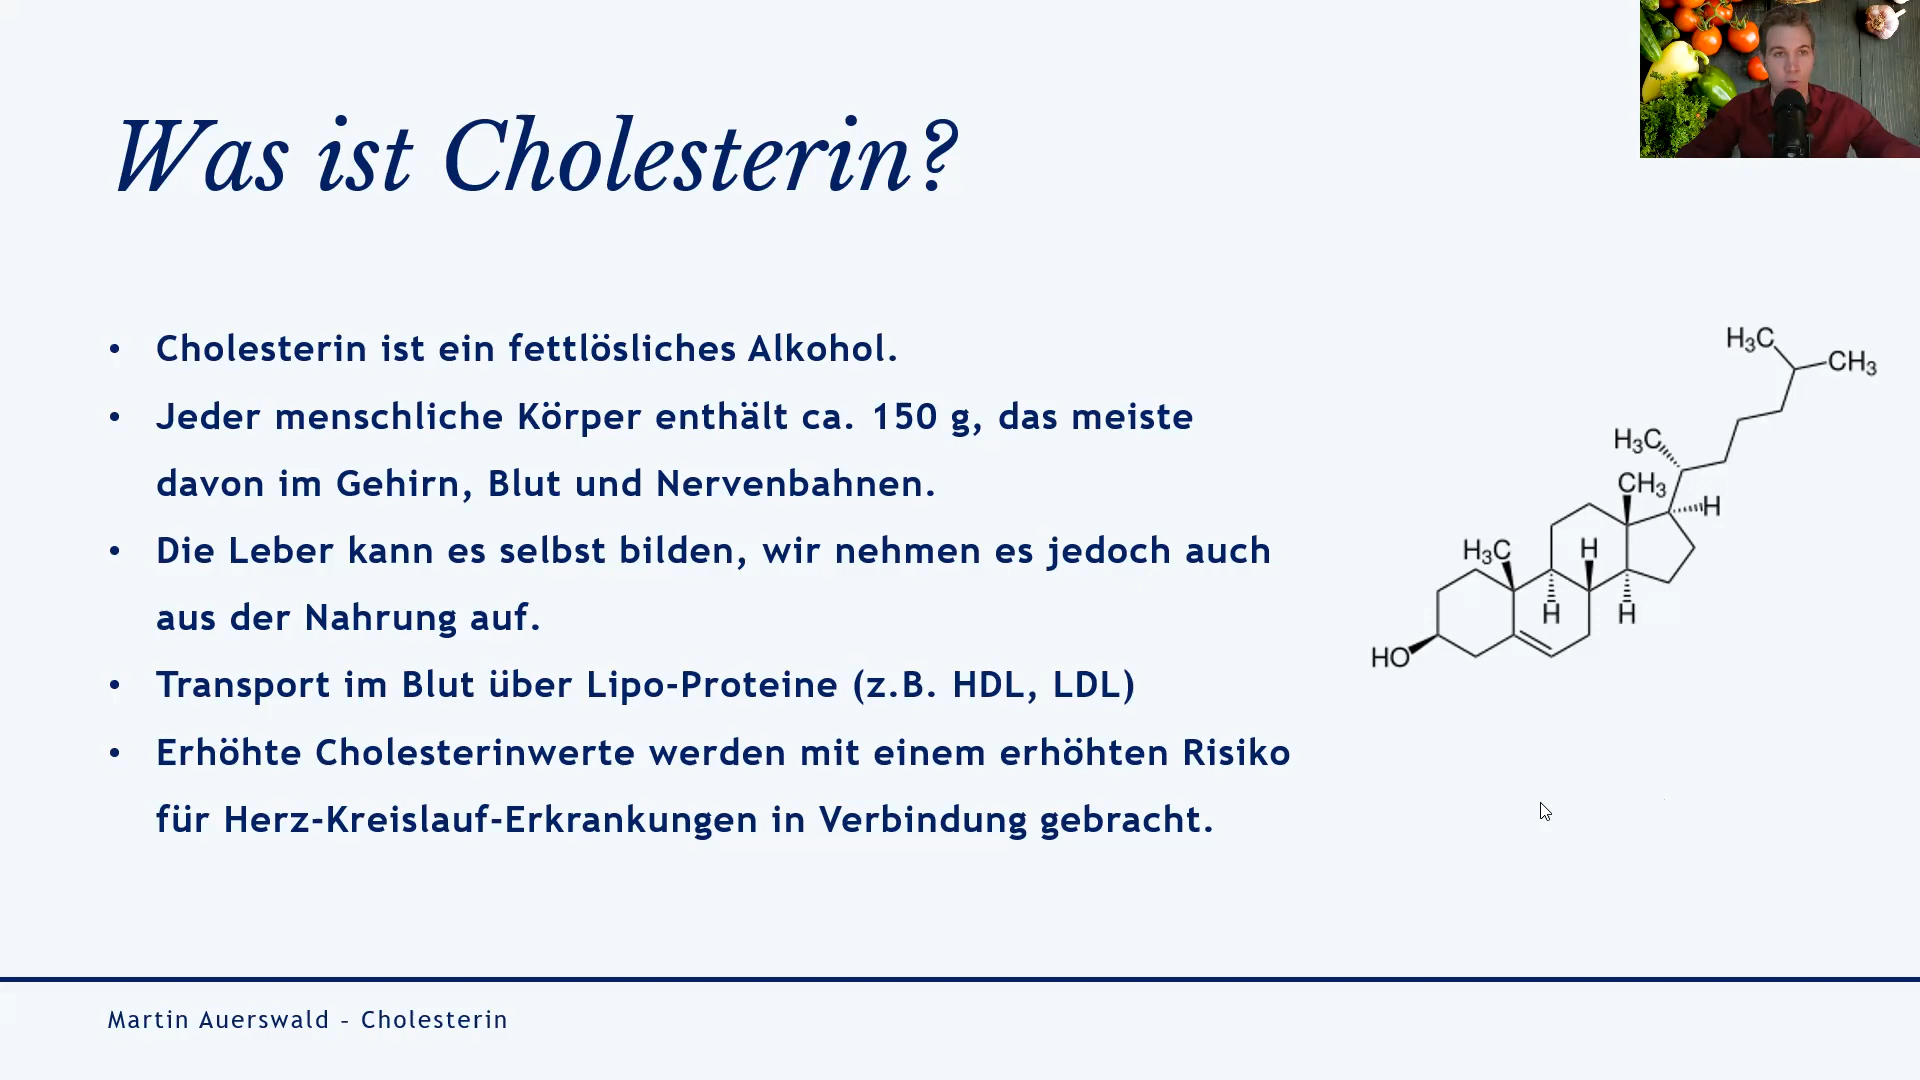 Was ist Cholesterin?
• Cholesterin ist ein fettlösliches Alkohol.
• Jeder menschliche Körper enthält ca. 150 g, das meiste
davon im Gehirn, Blut und Nervenbahnen.
• Die Leber kann es selbst bilden, wir nehmen es jedoch auch
aus der Nahrung auf.
• Transport im Blut über Lipo-Proteine (z.B. HDL, LDL)
• Erhöhte Cholesterinwerte werden mit einem erhöhten Risiko
für Herz-Kreislauf-Erkrankungen in Verbindung gebracht.
H₃C
CH₃
H₃C
CH₃
H
H₃C
H
H
H
HO
Martin Auerswald – Cholesterin